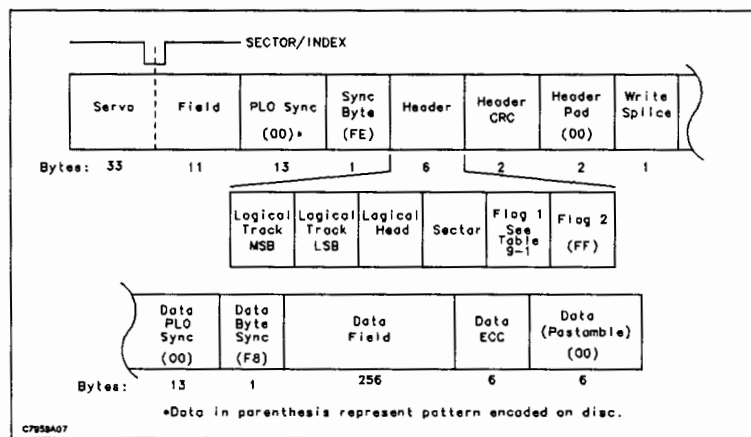 SECTOR/INDEX
Servo Field PLO Sync (00)* Sync Byte (FE) Header Header CRC Header Pad (00) Write Splice
Bytes: 33 11 13 1 6 2 2 1
Logical Track MSB Logical Track LSB Logical Head Sector Flag 1 See Table 9-1 Flag 2 (FF)
Data PLO Sync (00) Data Byte Sync (F8) Data Field Data ECC Data (Postamble) (00)
Bytes: 13 1 256 6 6
*Data in parenthesis represent pattern encoded on disc.
C7959A07